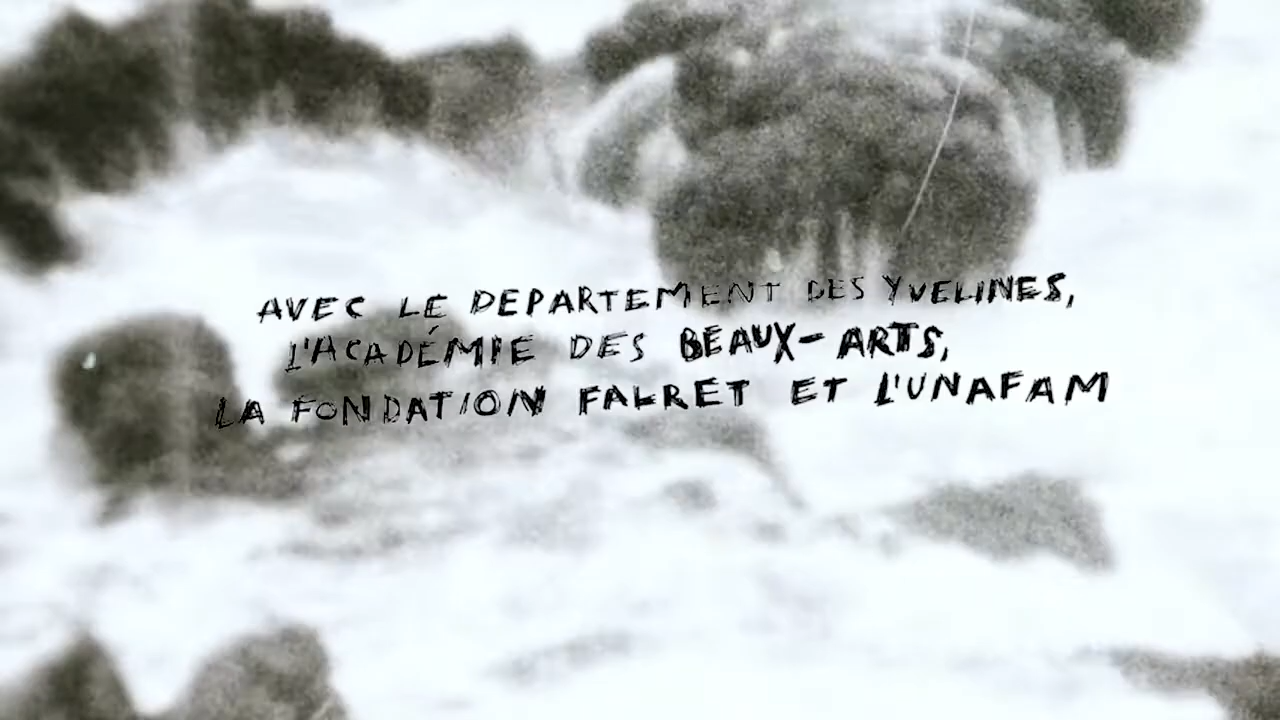 AVEC LE DEPARTEMENT DES YVELINES,
L'ACADÉMIE DES BEAUX-ARTS,
LA FONDATION FALRET ET L'UNAFAM